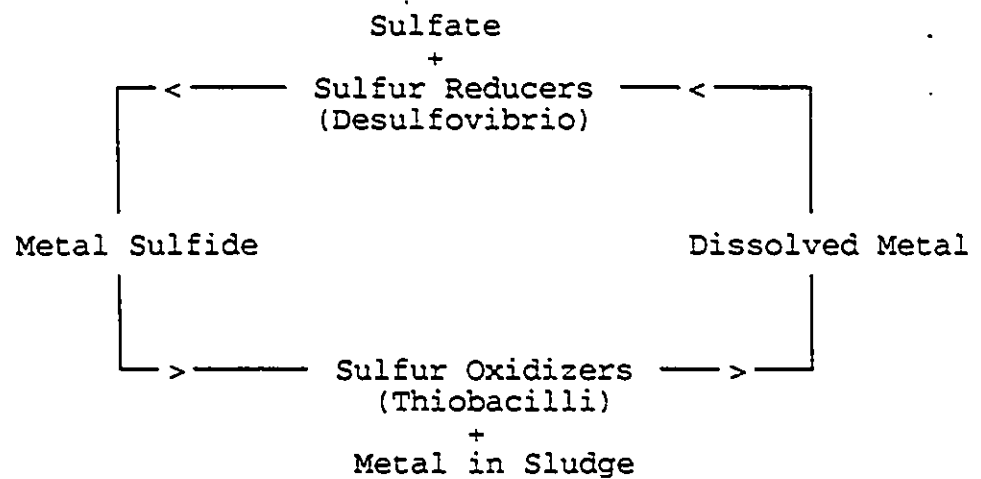 Sulfate
+
< Sulfur Reducers <
(Desulfovibrio)
Metal Sulfide Dissolved Metal
> Sulfur Oxidizers >
(Thiobacilli)
+
Metal in Sludge